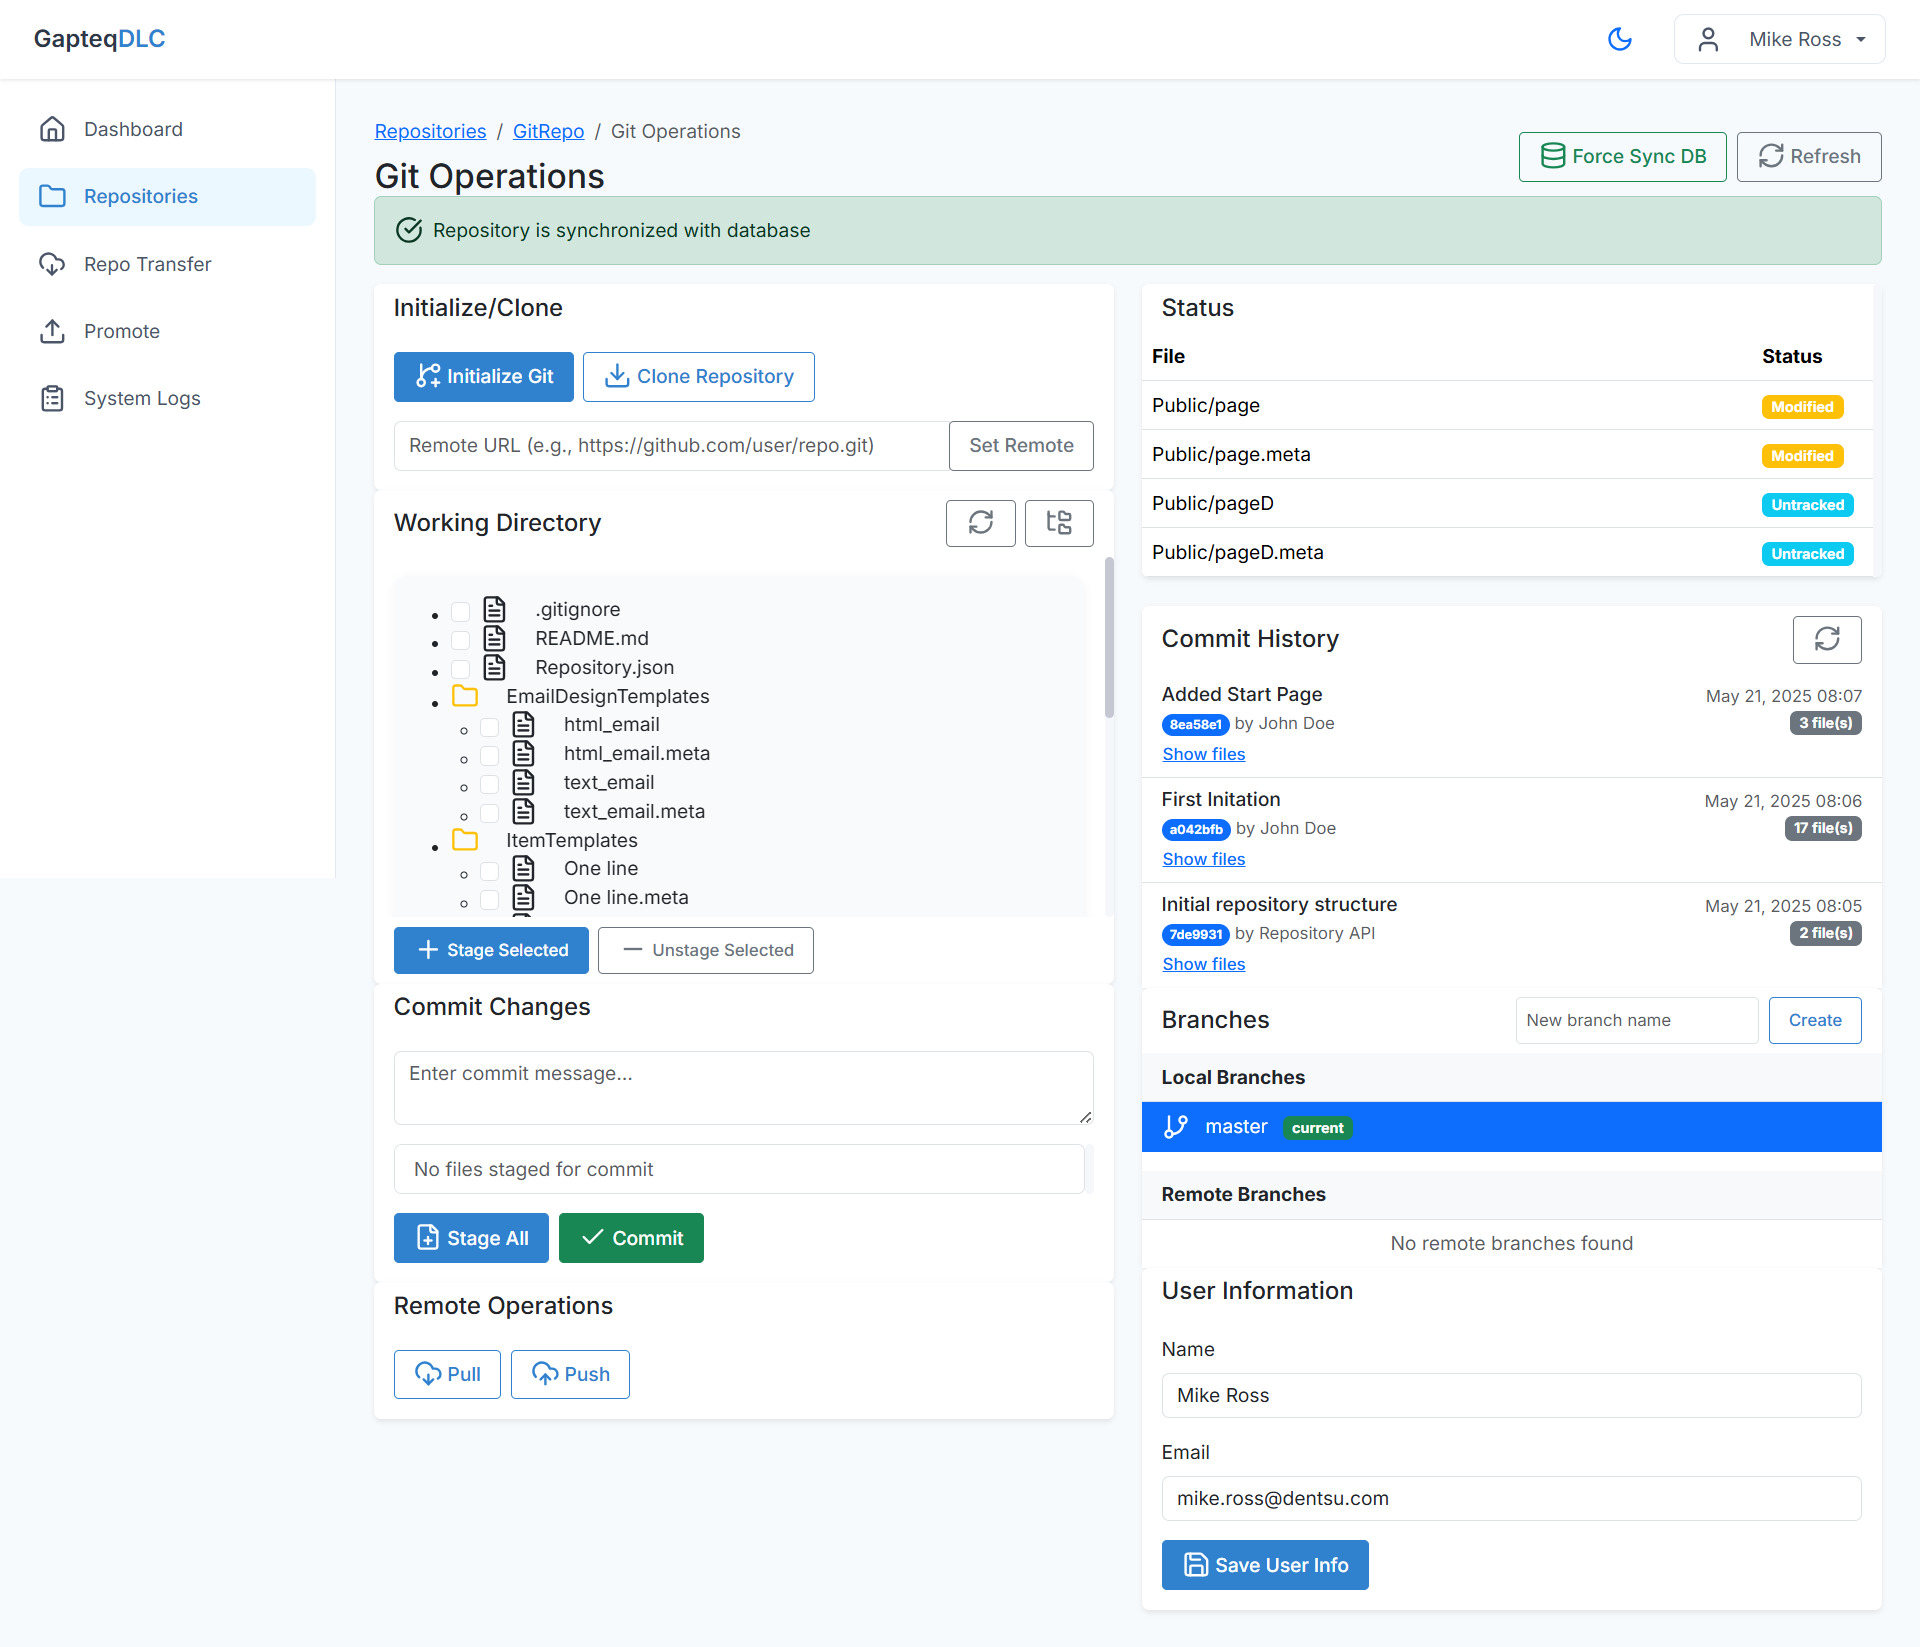 GapteqDLC
Mike Ross
Dashboard
Repositories
Repo Transfer
Promote
System Logs
Repositories / GitRepo / Git Operations
Git Operations
Force Sync DB
Refresh
Repository is synchronized with database
Initialize/Clone
Initialize Git
Clone Repository
Remote URL (e.g., https://github.com/user/repo.git)
Set Remote
Working Directory
.gitignore
README.md
Repository.json
EmailDesignTemplates
html_email
html_email.meta
text_email
text_email.meta
ItemTemplates
One line
One line.meta
Stage Selected
Unstage Selected
Commit Changes
Enter commit message...
No files staged for commit
Stage All
Commit
Remote Operations
Pull
Push
Status
File Status
Public/page Modified
Public/page.meta Modified
Public/pageD Untracked
Public/pageD.meta Untracked
Commit History
Added Start Page May 21, 2025 08:07
8ea58e1 by John Doe 3 file(s)
Show files
First Initation May 21, 2025 08:06
a042bfb by John Doe 17 file(s)
Show files
Initial repository structure May 21, 2025 08:05
7de9931 by Repository API 2 file(s)
Show files
Branches
New branch name
Create
Local Branches
master current
Remote Branches
No remote branches found
User Information
Name
Mike Ross
Email
mike.ross@dentsu.com
Save User Info